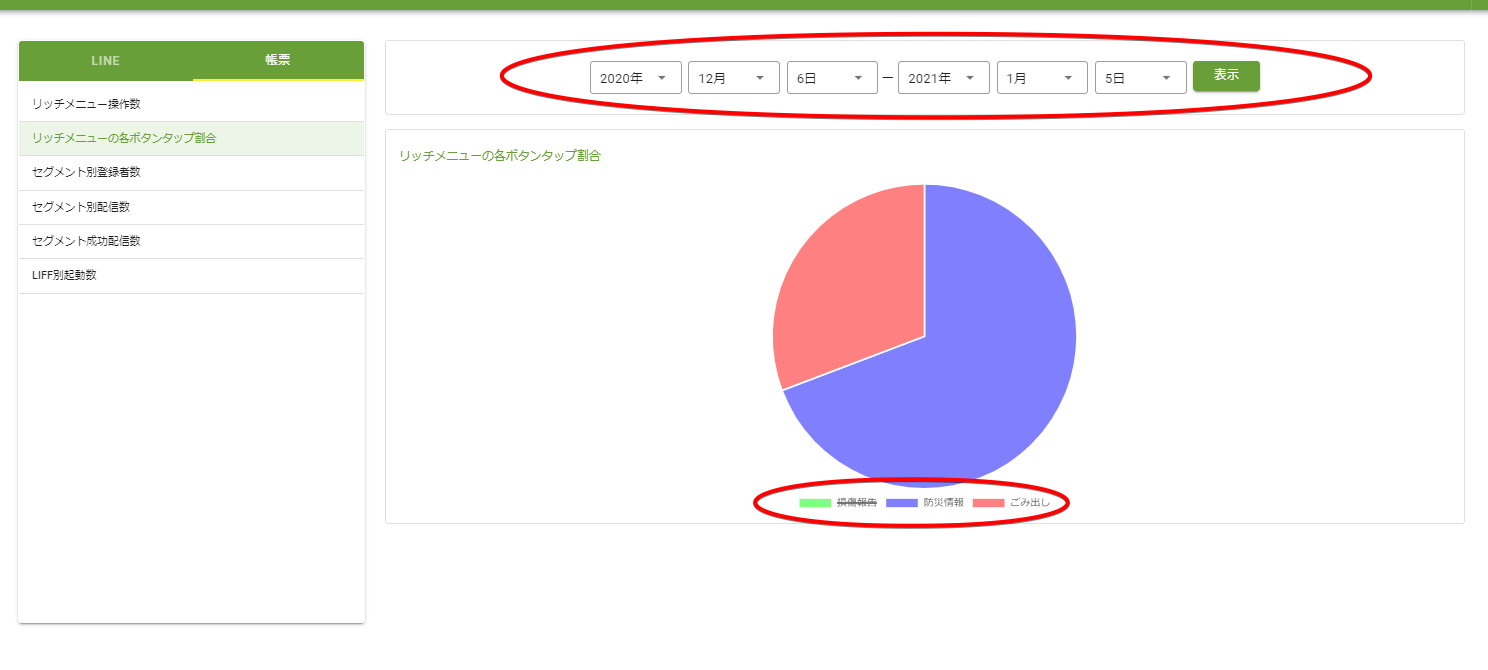 LINE 帳票
リッチメニュー操作数
リッチメニューの各ボタンタップ割合
セグメント別登録者数
セグメント別配信数
セグメント成功配信数
LIFF別起動数
2020年 12月 6日 ー 2021年 1月 5日 表示
リッチメニューの各ボタンタップ割合
損傷報告 防災情報 ごみ出し